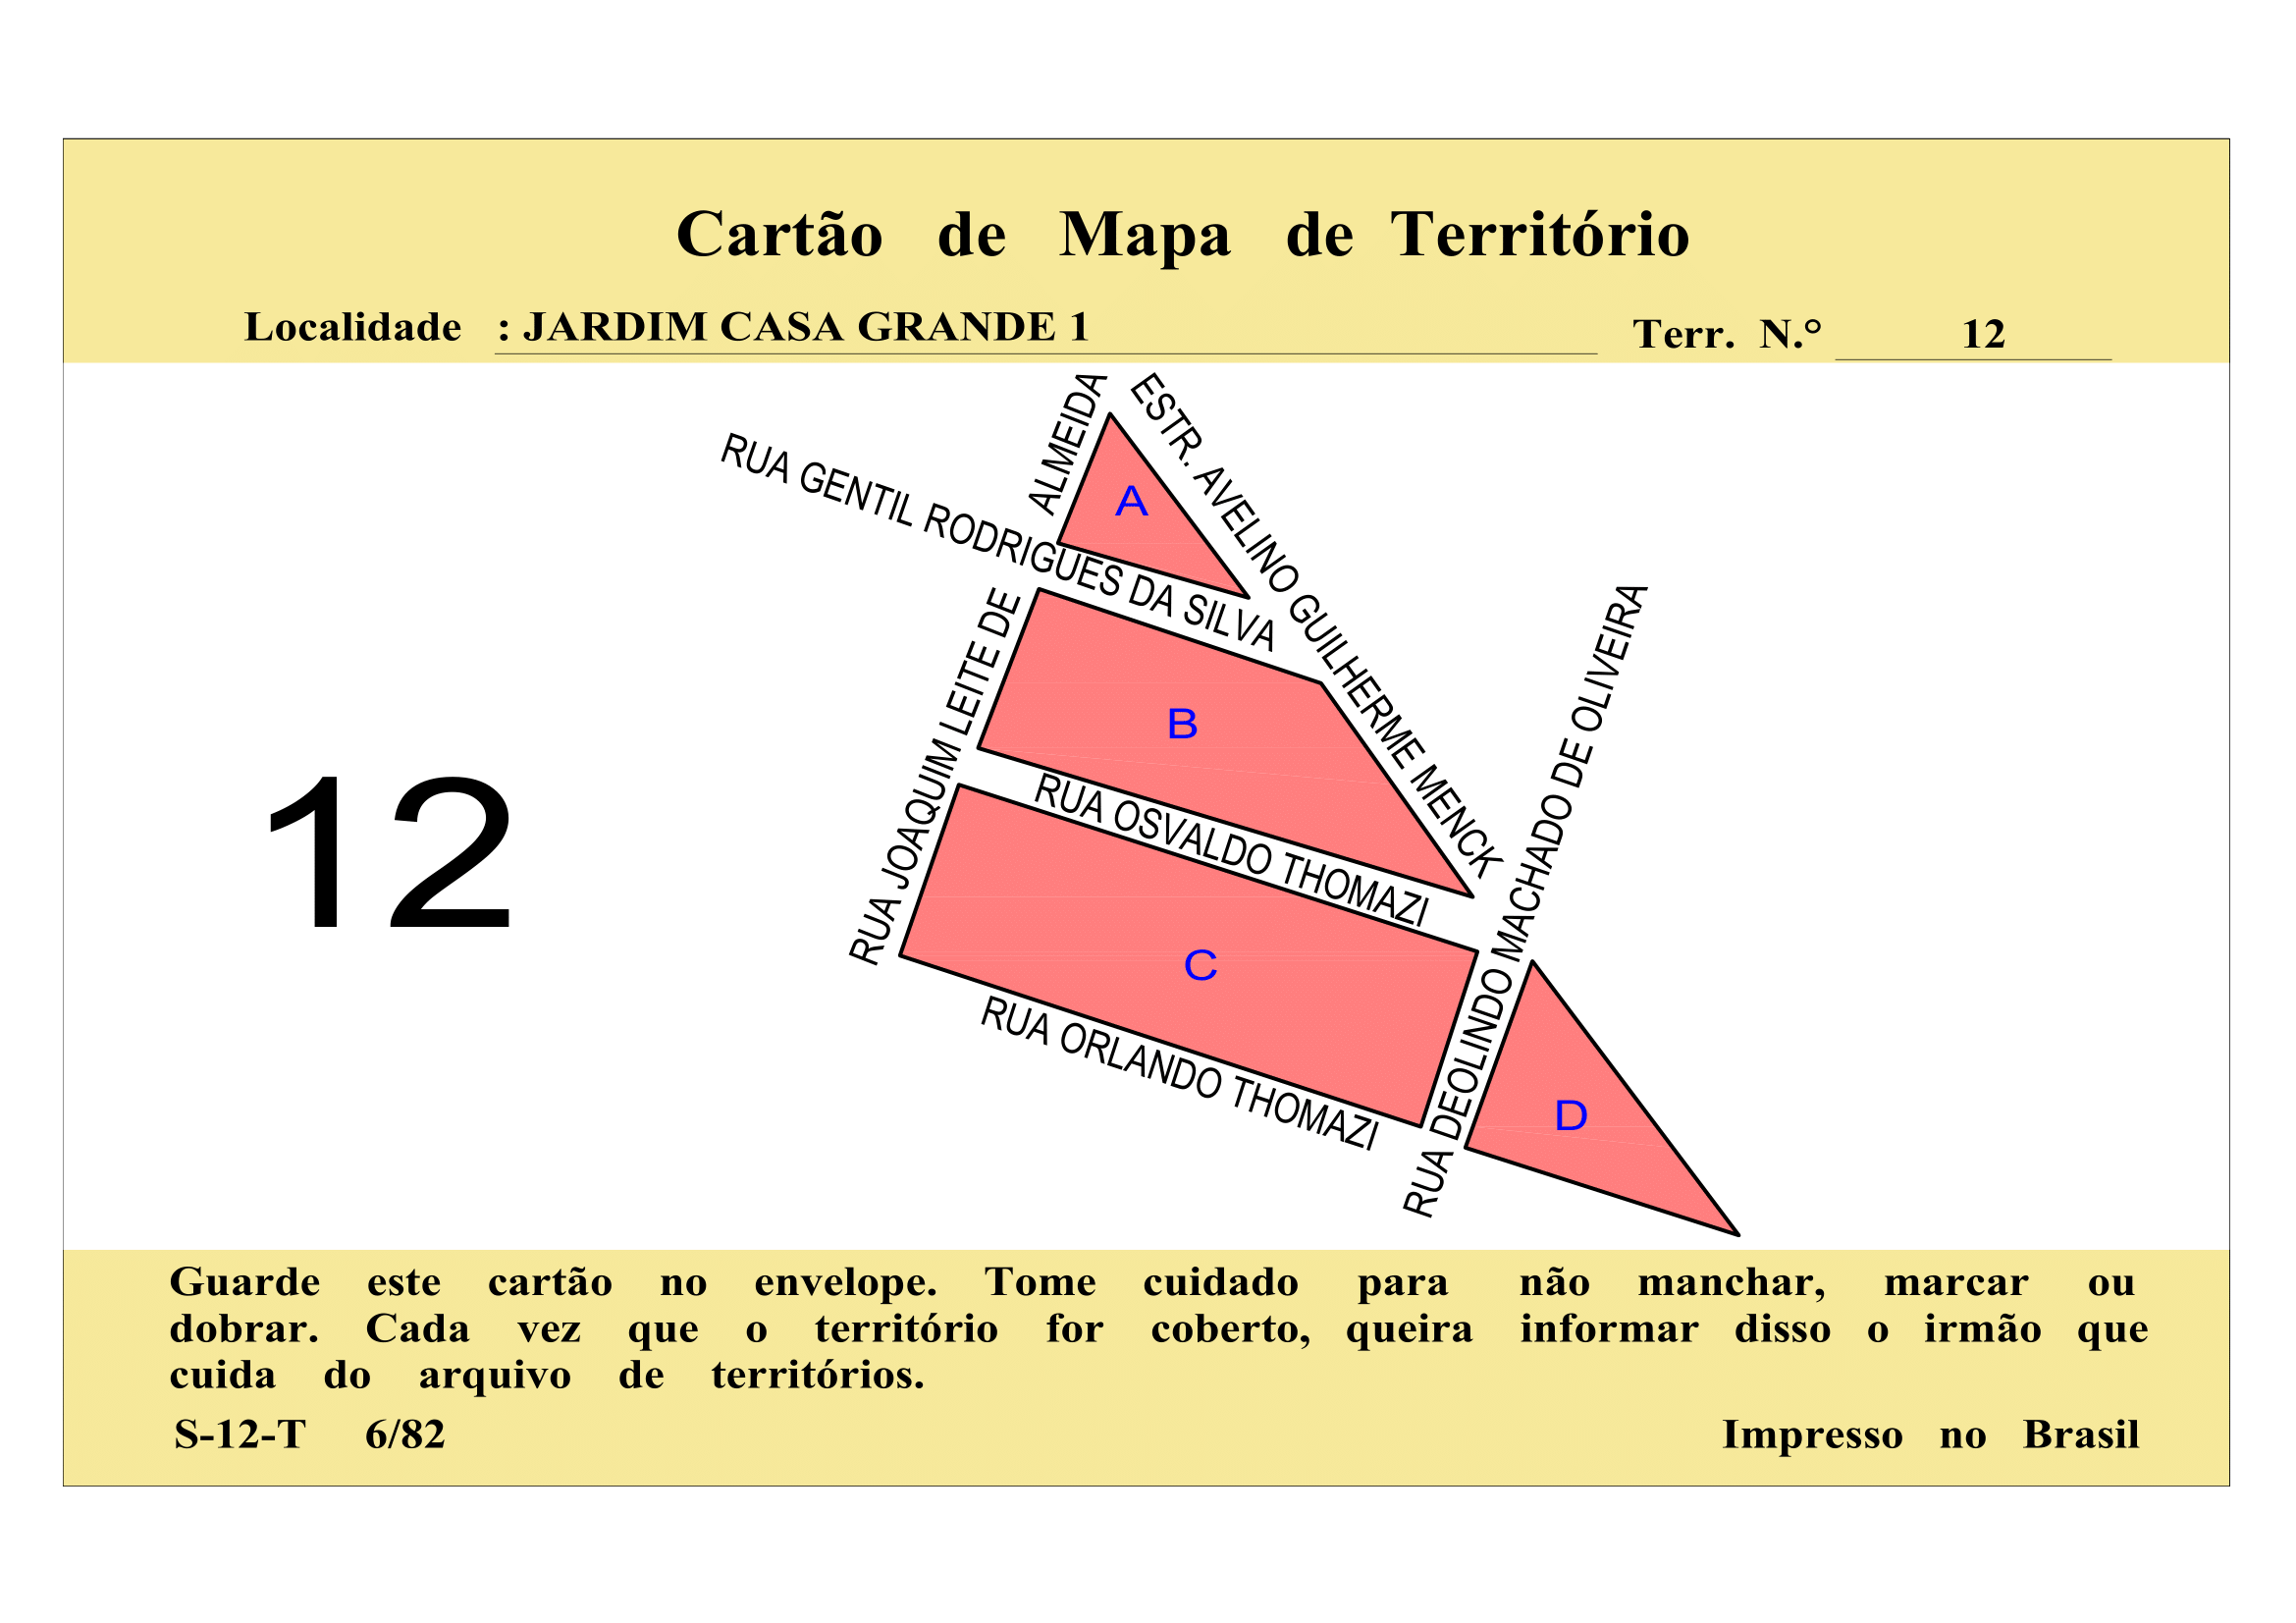 Cartão de Mapa de Território
Localidade : JARDIM CASA GRANDE 1
Terr. N.° 12
RUA GENTIL RODRIGUES DA SILVA
ESTR. AVELINO GUILHERME MENCK
RUA JOAQUIM LEITE DE ALMEIDA
RUA DEOLINDO MACHADO DE OLIVEIRA
A
B
RUA OSVALDO THOMAZI
12
C
RUA ORLANDO THOMAZI
D
Guarde este cartão no envelope. Tome cuidado para não manchar, marcar ou
dobrar. Cada vez que o território for coberto, queira informar disso o irmão que
cuida do arquivo de territórios.
S-12-T 6/82
Impresso no Brasil